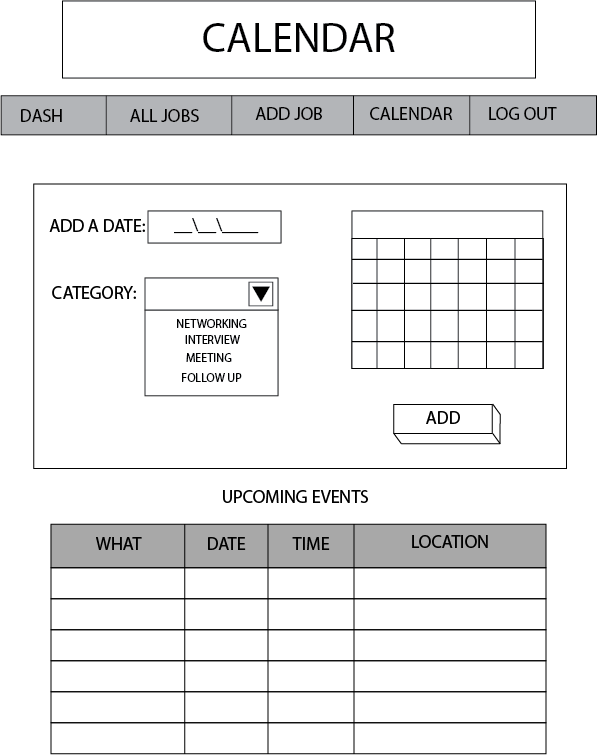 CALENDAR
DASH ALL JOBS ADD JOB CALENDAR LOG OUT
ADD A DATE: __\__\____
CATEGORY:
NETWORKING
INTERVIEW
MEETING
FOLLOW UP
ADD
UPCOMING EVENTS
WHAT DATE TIME LOCATION